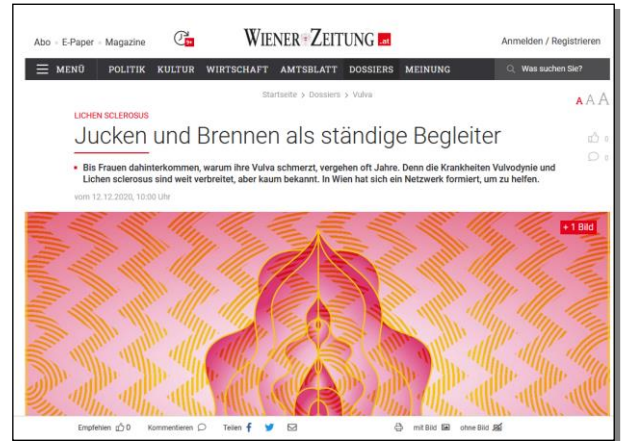 Abo · E-Paper · Magazine
WIENER ZEITUNG .at
Anmelden / Registrieren
MENÜ POLITIK KULTUR WIRTSCHAFT AMTSBLATT DOSSIERS MEINUNG Was suchen Sie?
Startseite > Dossiers > Vulva
A A A
LICHEN SCLEROSUS
Jucken und Brennen als ständige Begleiter
0
0
• Bis Frauen dahinterkommen, warum ihre Vulva schmerzt, vergehen oft Jahre. Denn die Krankheiten Vulvodynie und
Lichen sclerosus sind weit verbreitet, aber kaum bekannt. In Wien hat sich ein Netzwerk formiert, um zu helfen.
vom 12.12.2020, 10:00 Uhr
+ 1 Bild
Empfehlen 0 Kommentieren Teilen mit Bild ohne Bild